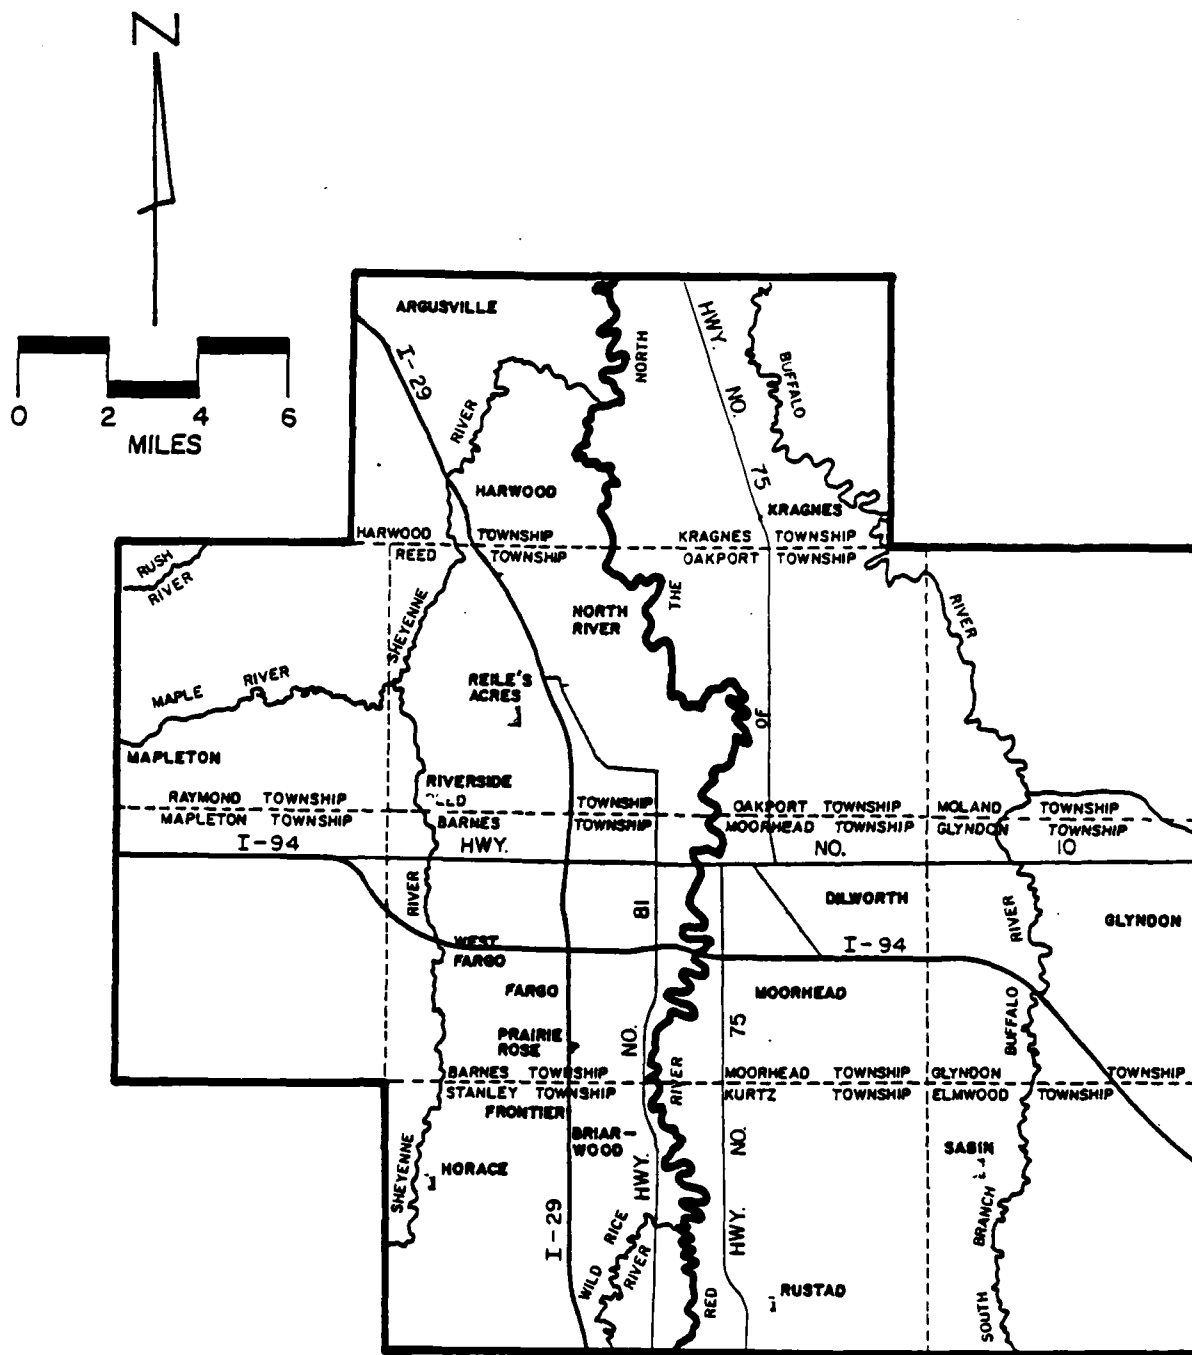 N
0 2 4 6
MILES
ARGUSVILLE
I-29
RIVER
NORTH
HWY.
NO.
75
BUFFALO
HARWOOD
KRAGNES
HARWOOD TOWNSHIP
REED TOWNSHIP
KRAGNES TOWNSHIP
OAKPORT TOWNSHIP
RUSH
RIVER
SHEYENNE
NORTH
RIVER
THE
RIVER
MAPLE RIVER
REILE'S
ACRES
OF
MAPLETON
RIVERSIDE
RAYMOND TOWNSHIP
MAPLETON TOWNSHIP
TOWNSHIP
BARNES TOWNSHIP
OAKPORT TOWNSHIP
MOORHEAD TOWNSHIP
MOLAND TOWNSHIP
GLYNDON TOWNSHIP
I-94
HWY.
NO.
10
RIVER
81
DILWORTH
RIVER
GLYNDON
WEST
FARGO
I-94
FARGO
MOORHEAD
BUFFALO
PRAIRIE
ROSE
NO.
75
RIVER
BARNES TOWNSHIP
STANLEY TOWNSHIP
MOORHEAD TOWNSHIP
KURTZ TOWNSHIP
GLYNDON TOWNSHIP
ELMWOOD TOWNSHIP
FRONTIER
BRIAR-
WOOD
NO.
SABIN
SHEYENNE
HORACE
HWY.
I-29
WILD RICE
RIVER
HWY.
RED
RUSTAD
BRANCH
SOUTH